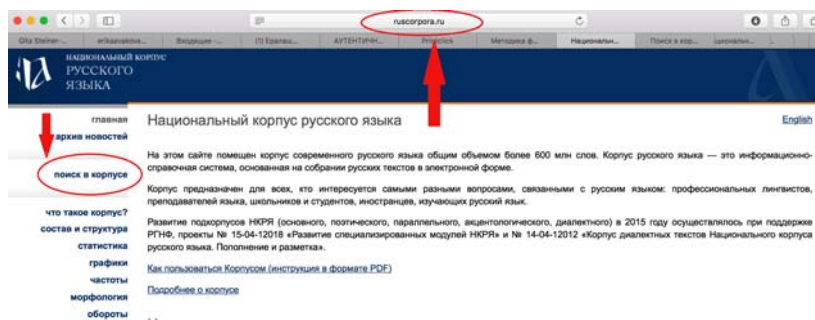 ruscorpora.ru
Входящие –...
(1) Epanau...
АУТЕНТИЧН...
Методика ф...
Националън...
Поиск в кор...
НАЦИОНАЛЬНЫЙ КОРПУС
РУССКОГО
ЯЗЫКА
главная
архив новостей
поиск в корпусе
что такое корпус?
состав и структура
статистика
графики
частоты
морфология
обороты
Национальный корпус русского языка
English
На этом сайте помещен корпус современного русского языка общим объемом более 600 млн слов. Корпус русского языка — это информационно-
справочная система, основанная на собрании русских текстов в электронной форме.
Корпус предназначен для всех, кто интересуется самыми разными вопросами, связанными с русским языком: профессиональных лингвистов,
преподавателей языка, школьников и студентов, иностранцев, изучающих русский язык.
Развитие подкорпусов НКРЯ (основного, поэтического, параллельного, акцентологического, диалектного) в 2015 году осуществлялось при поддержке
РГНФ, проекты № 15-04-12018 «Развитие специализированных модулей НКРЯ» и № 14-04-12012 «Корпус диалектных текстов Национального корпуса
русского языка. Пополнение и разметка».
Как пользоваться Корпусом (инструкция в формате PDF)
Подробнее о корпусе